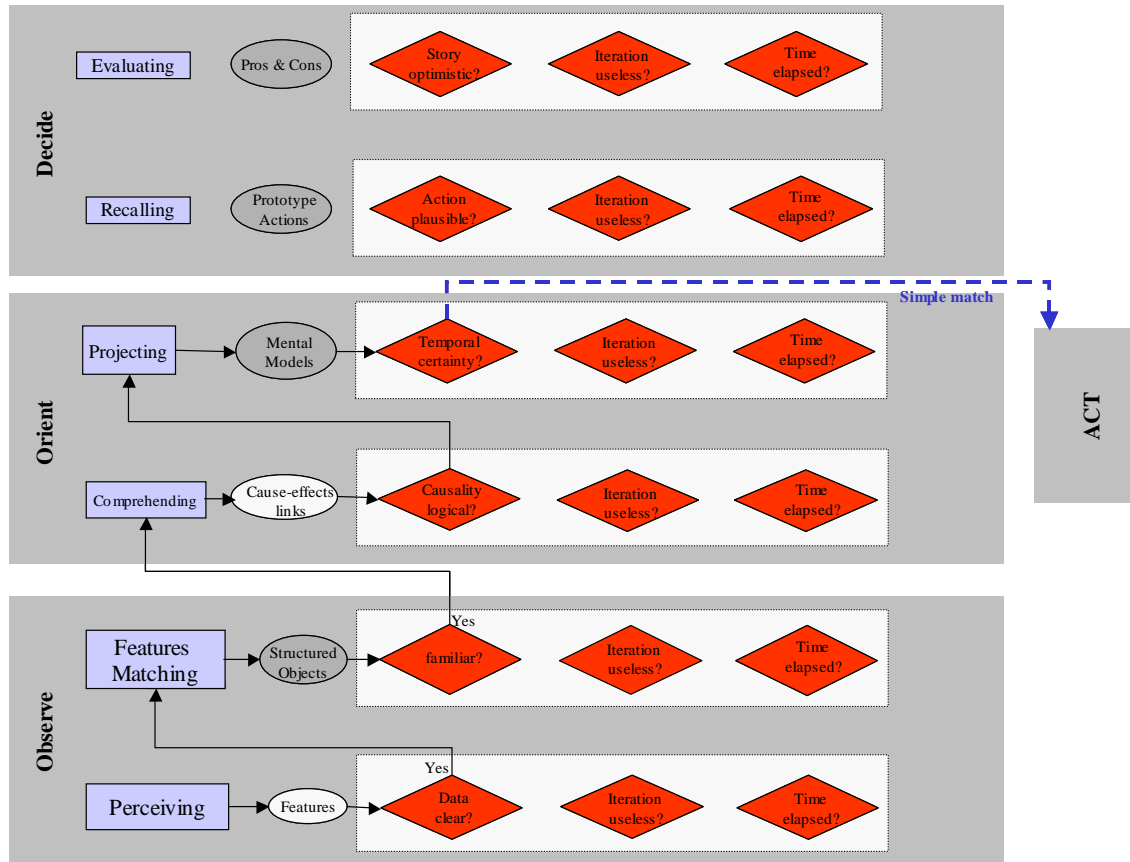 Decide
Evaluating
Pros & Cons
Story
optimistic?
Iteration
useless?
Time
elapsed?
Recalling
Prototype
Actions
Action
plausible?
Iteration
useless?
Time
elapsed?
Simple match
ACT
Orient
Projecting
Mental
Models
Temporal
certainty?
Iteration
useless?
Time
elapsed?
Comprehending
Cause-effects
links
Causality
logical?
Iteration
useless?
Time
elapsed?
Observe
Features
Matching
Structured
Objects
Yes
familiar?
Iteration
useless?
Time
elapsed?
Perceiving
Features
Yes
Data
clear?
Iteration
useless?
Time
elapsed?